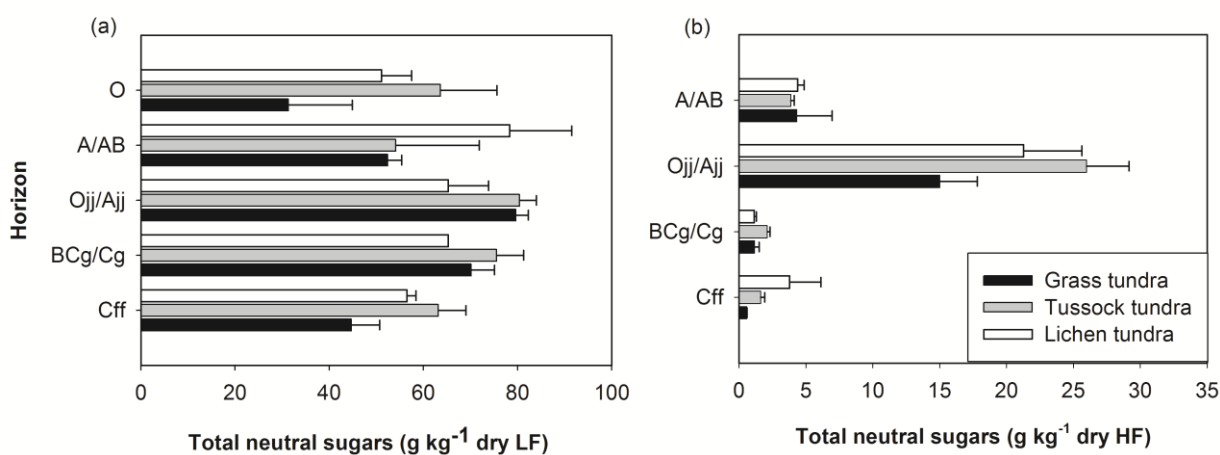 (a)
Horizon
O
A/AB
Ojj/Ajj
BCg/Cg
Cff
0 20 40 60 80 100
Total neutral sugars (g kg⁻¹ dry LF)
(b)
A/AB
Ojj/Ajj
BCg/Cg
Cff
Grass tundra
Tussock tundra
Lichen tundra
0 5 10 15 20 25 30 35
Total neutral sugars (g kg⁻¹ dry HF)